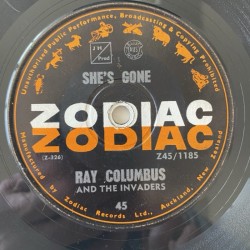 Unauthorised Public Performance, Broadcasting & Copying Prohibited
SHE'S GONE
ZODIAC
ZODIAC
(Z-326)
Z45/1185
RAY COLUMBUS
AND THE INVADERS
45
Manufactured by Zodiac Records Ltd., Auckland, New Zealand